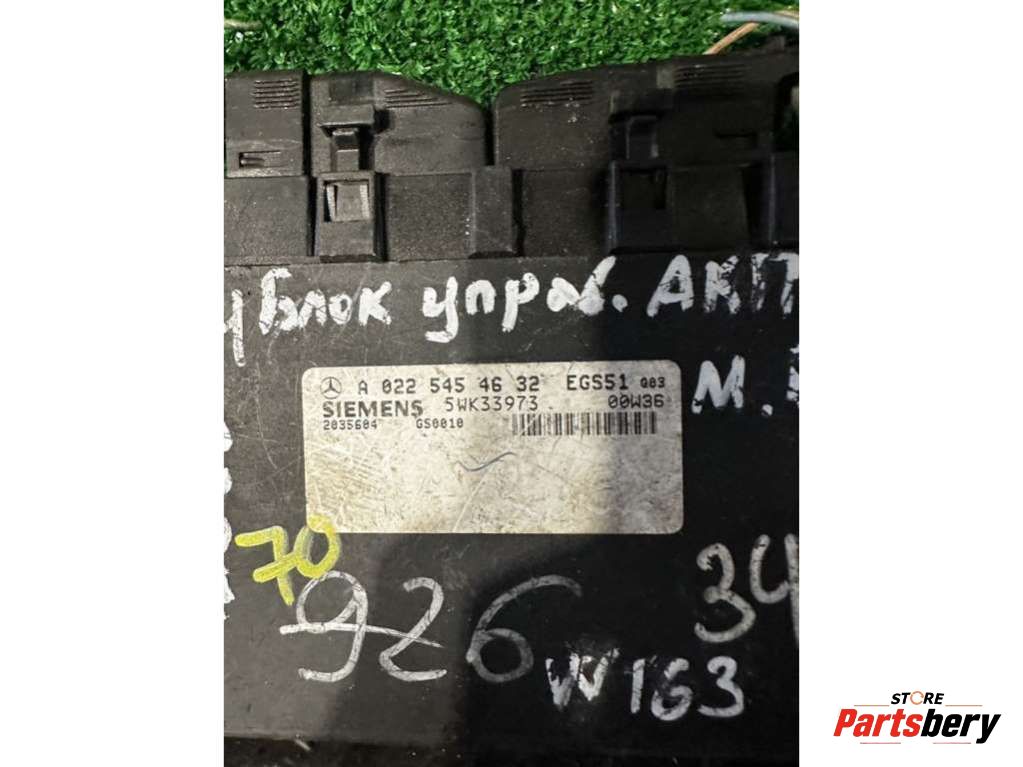 Блок управ. АКП
М.
A 022 545 46 32 EGS51 Q03
SIEMENS 5WK33973 00W36
2035604 GS0010
70
926
34
W163
STORE
Partsbery